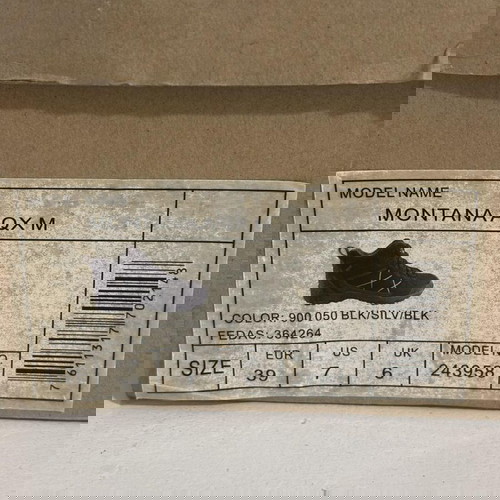 MODEL NAME
QX-M
MONTANA
COLOR: 900 050 BLK/SILV/BLK
EEDAS: 364264
SIZE
EUR
39
US
7
UK
6
MODEL
243958